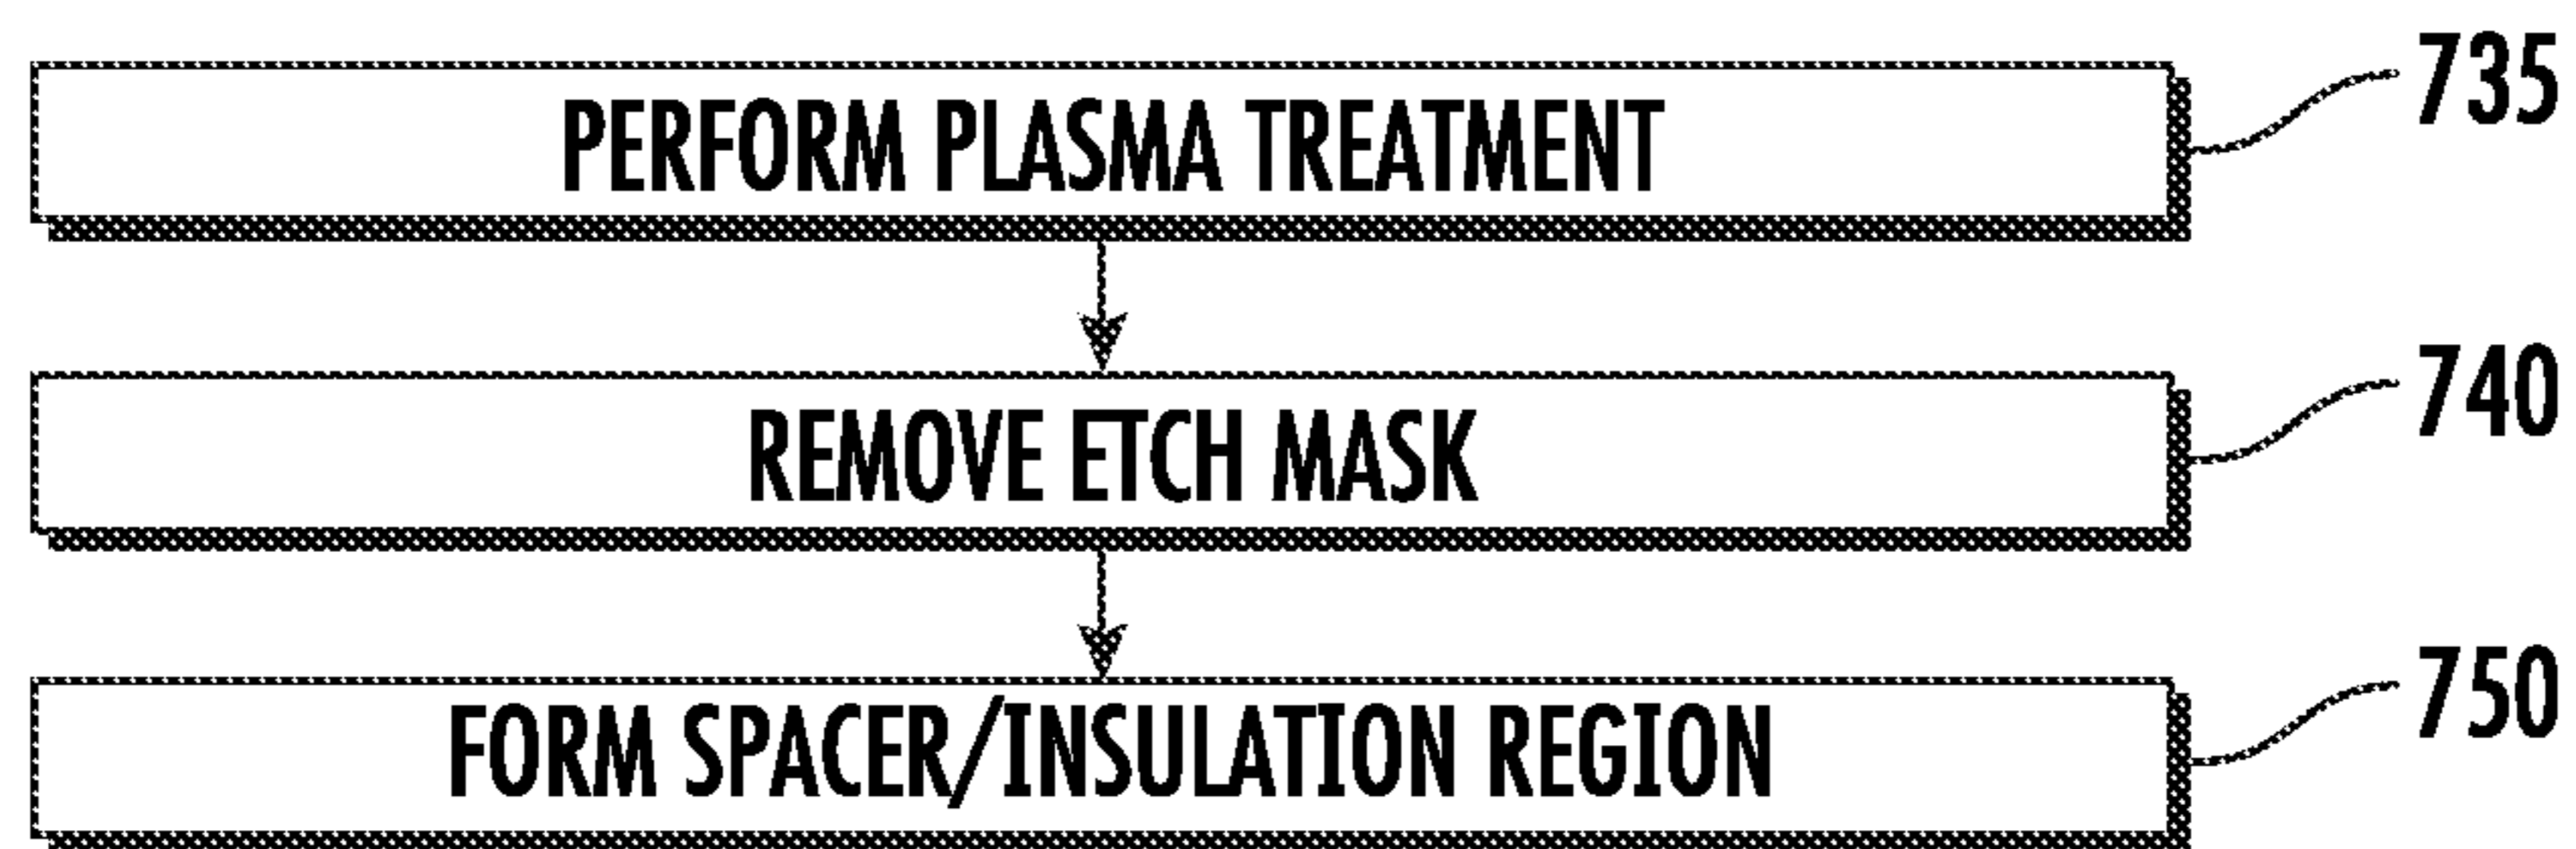 PERFORM PLASMA TREATMENT
735
REMOVE ETCH MASK
740
FORM SPACER/INSULATION REGION
750